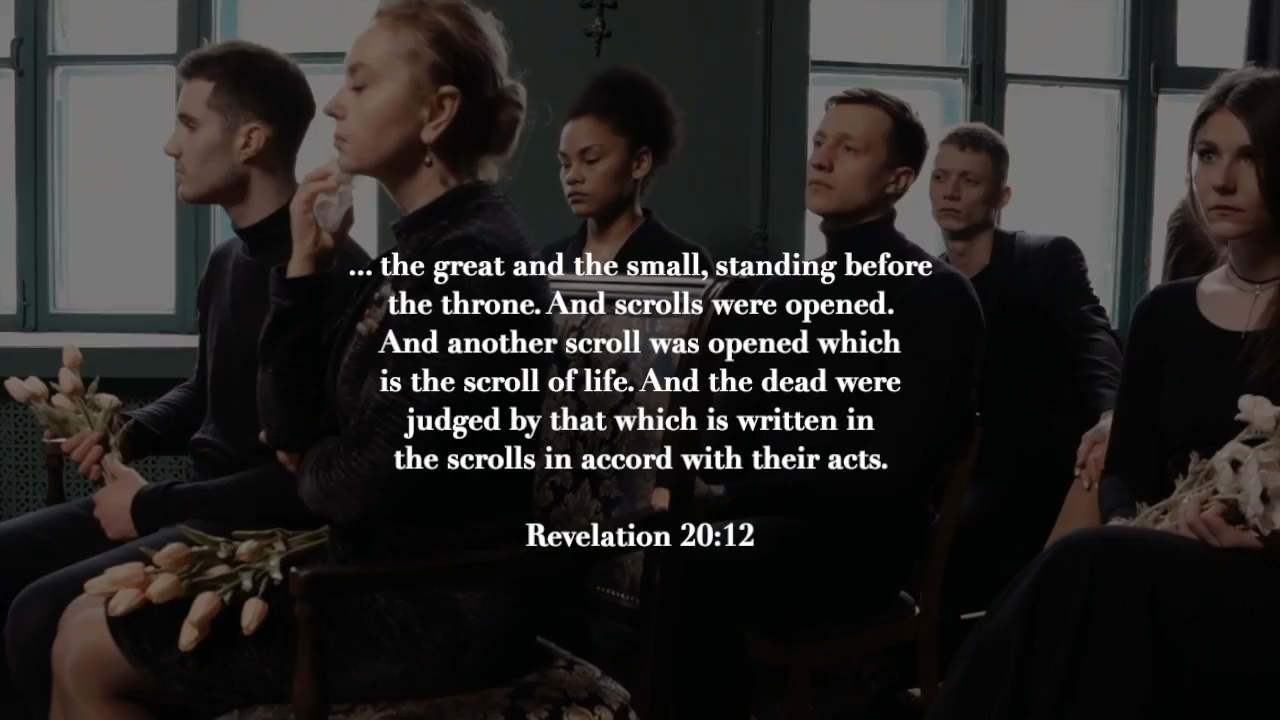 ... the great and the small, standing before
the throne. And scrolls were opened.
And another scroll was opened which
is the scroll of life. And the dead were
judged by that which is written in
the scrolls in accord with their acts.
Revelation 20:12